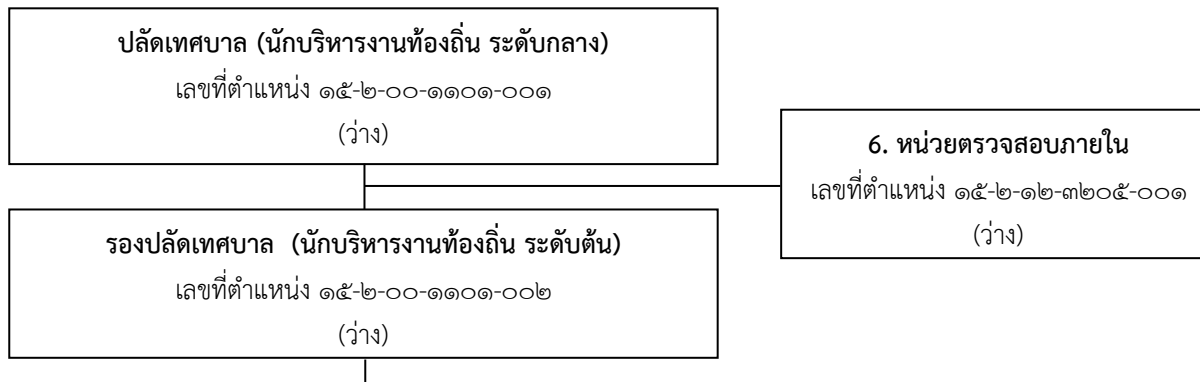 ปลัดเทศบาล (นักบริหารงานท้องถิ่น ระดับกลาง)
เลขที่ตำแหน่ง ๑๕-๒-๐๐-๑๑๐๑-๐๐๑
(ว่าง)
6. หน่วยตรวจสอบภายใน
เลขที่ตำแหน่ง ๑๕-๒-๑๒-๓๒๐๕-๐๐๑
(ว่าง)
รองปลัดเทศบาล (นักบริหารงานท้องถิ่น ระดับต้น)
เลขที่ตำแหน่ง ๑๕-๒-๐๐-๑๑๐๑-๐๐๒
(ว่าง)